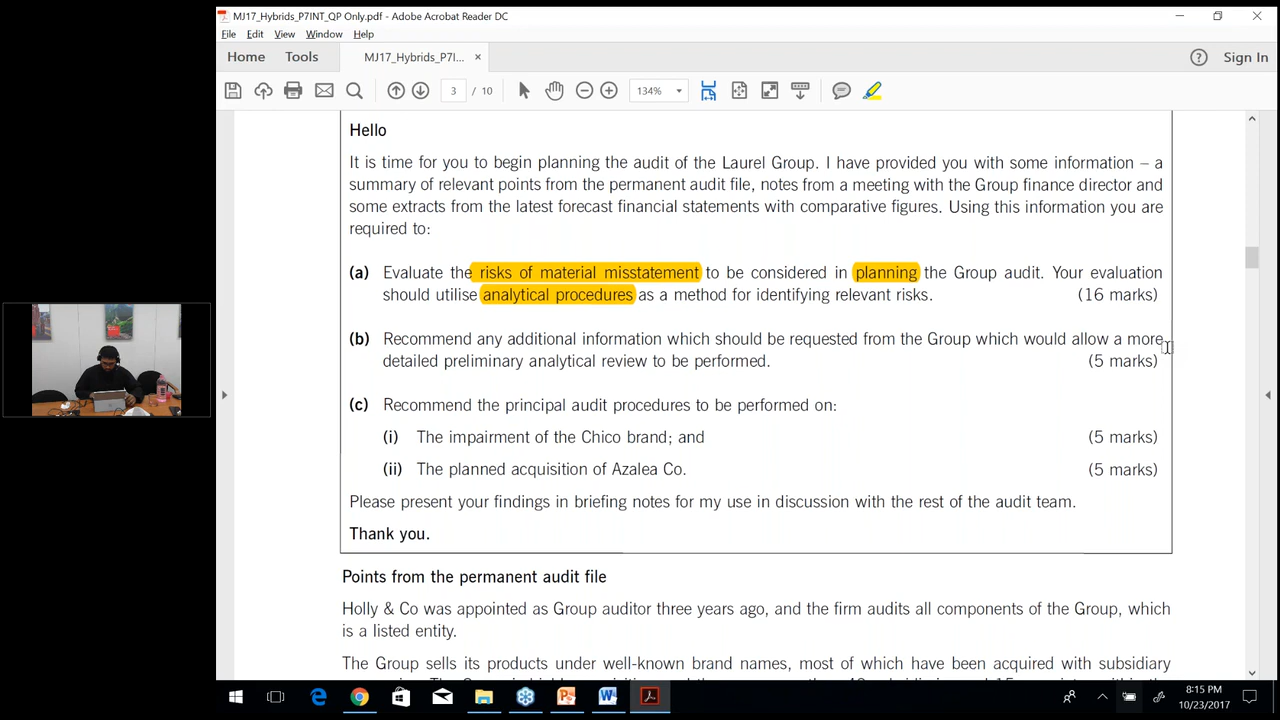 MJ17_Hybrids_P7INT_QP Only.pdf - Adobe Acrobat Reader DC
File Edit View Window Help
Home Tools MJ17_Hybrids_P7I... × Sign In
3 / 10 134%
Hello
It is time for you to begin planning the audit of the Laurel Group. I have provided you with some information – a
summary of relevant points from the permanent audit file, notes from a meeting with the Group finance director and
some extracts from the latest forecast financial statements with comparative figures. Using this information you are
required to:
(a) Evaluate the risks of material misstatement to be considered in planning the Group audit. Your evaluation
should utilise analytical procedures as a method for identifying relevant risks. (16 marks)
(b) Recommend any additional information which should be requested from the Group which would allow a more
detailed preliminary analytical review to be performed. (5 marks)
(c) Recommend the principal audit procedures to be performed on:
(i) The impairment of the Chico brand; and (5 marks)
(ii) The planned acquisition of Azalea Co. (5 marks)
Please present your findings in briefing notes for my use in discussion with the rest of the audit team.
Thank you.
Points from the permanent audit file
Holly & Co was appointed as Group auditor three years ago, and the firm audits all components of the Group, which
is a listed entity.
The Group sells its products under well-known brand names, most of which have been acquired with subsidiary
8:15 PM
10/23/2017